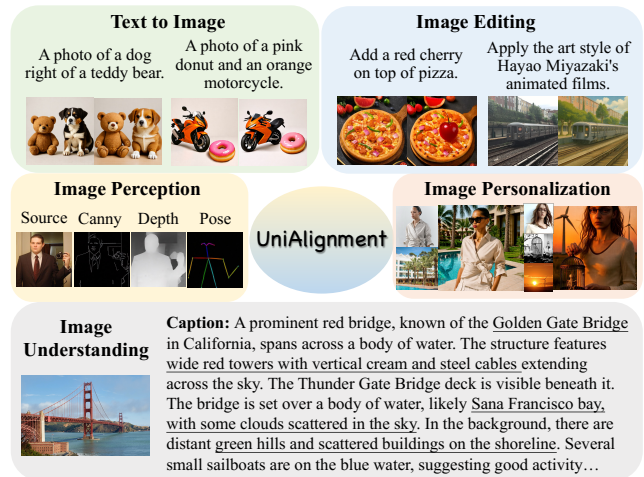 Text to Image
A photo of a dog
right of a teddy bear.
A photo of a pink
donut and an orange
motorcycle.
Image Editing
Add a red cherry
on top of pizza.
Apply the art style of
Hayao Miyazaki's
animated films.
Image Perception
Source Canny Depth Pose
UniAlignment
Image Personalization
Image
Understanding
Caption: A prominent red bridge, known of the Golden Gate Bridge
in California, spans across a body of water. The structure features
wide red towers with vertical cream and steel cables extending
across the sky. The Thunder Gate Bridge deck is visible beneath it.
The bridge is set over a body of water, likely Sana Francisco bay,
with some clouds scattered in the sky. In the background, there are
distant green hills and scattered buildings on the shoreline. Several
small sailboats are on the blue water, suggesting good activity…